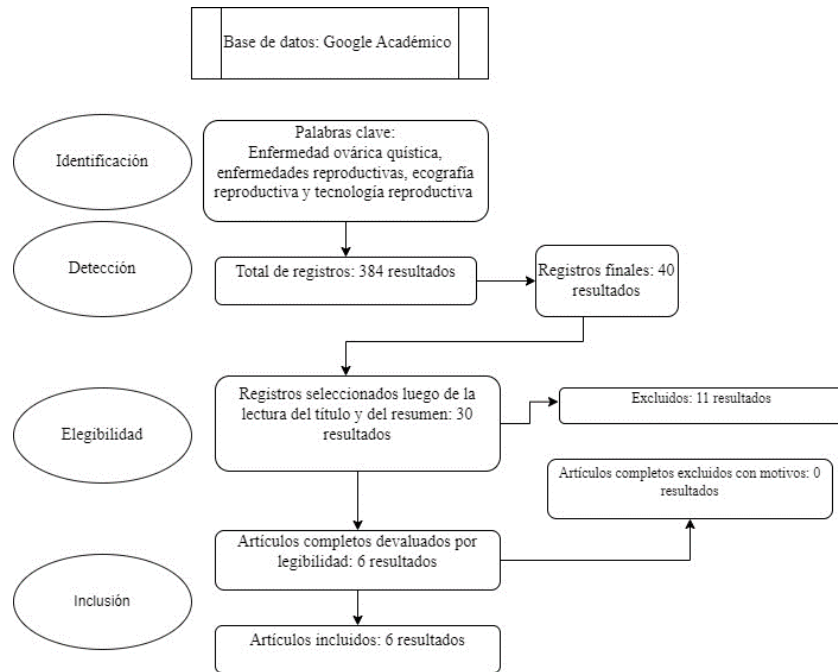 Base de datos: Google Académico
Identificación
Palabras clave:
Enfermedad ovárica quística,
enfermedades reproductivas, ecografía
reproductiva y tecnología reproductiva
Detección
Total de registros: 384 resultados
Registros finales: 40
resultados
Elegibilidad
Registros seleccionados luego de la
lectura del título y del resumen: 30
resultados
Excluidos: 11 resultados
Artículos completos excluidos con motivos: 0
resultados
Artículos completos devaluados por
legibilidad: 6 resultados
Inclusión
Artículos incluidos: 6 resultados